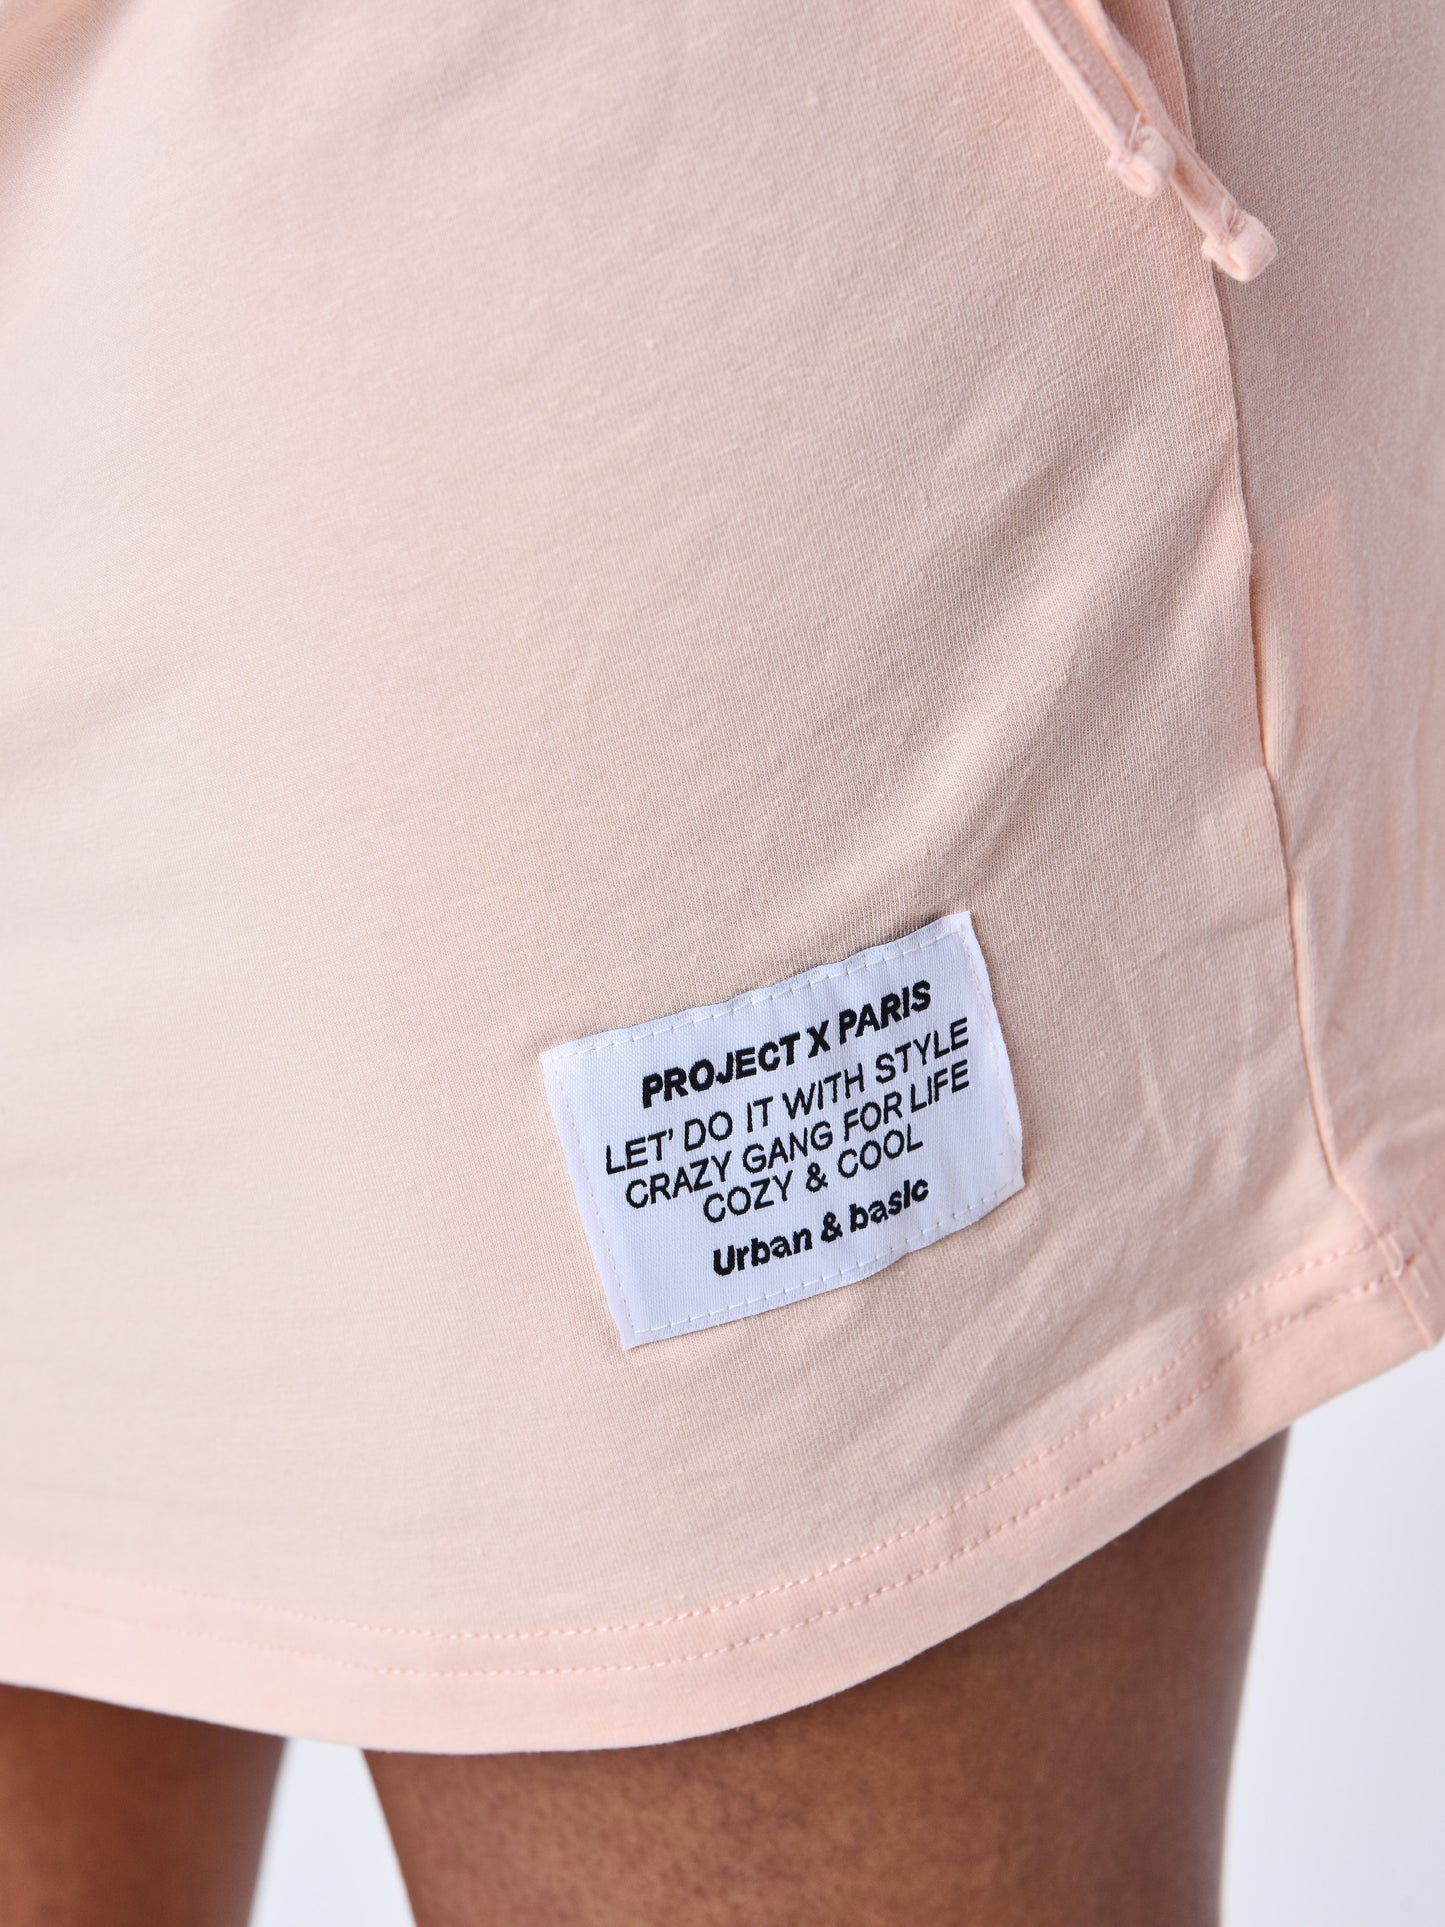 PROJECT X PARIS
LET' DO IT WITH STYLE
CRAZY GANG FOR LIFE
COZY & COOL
Urban & basic